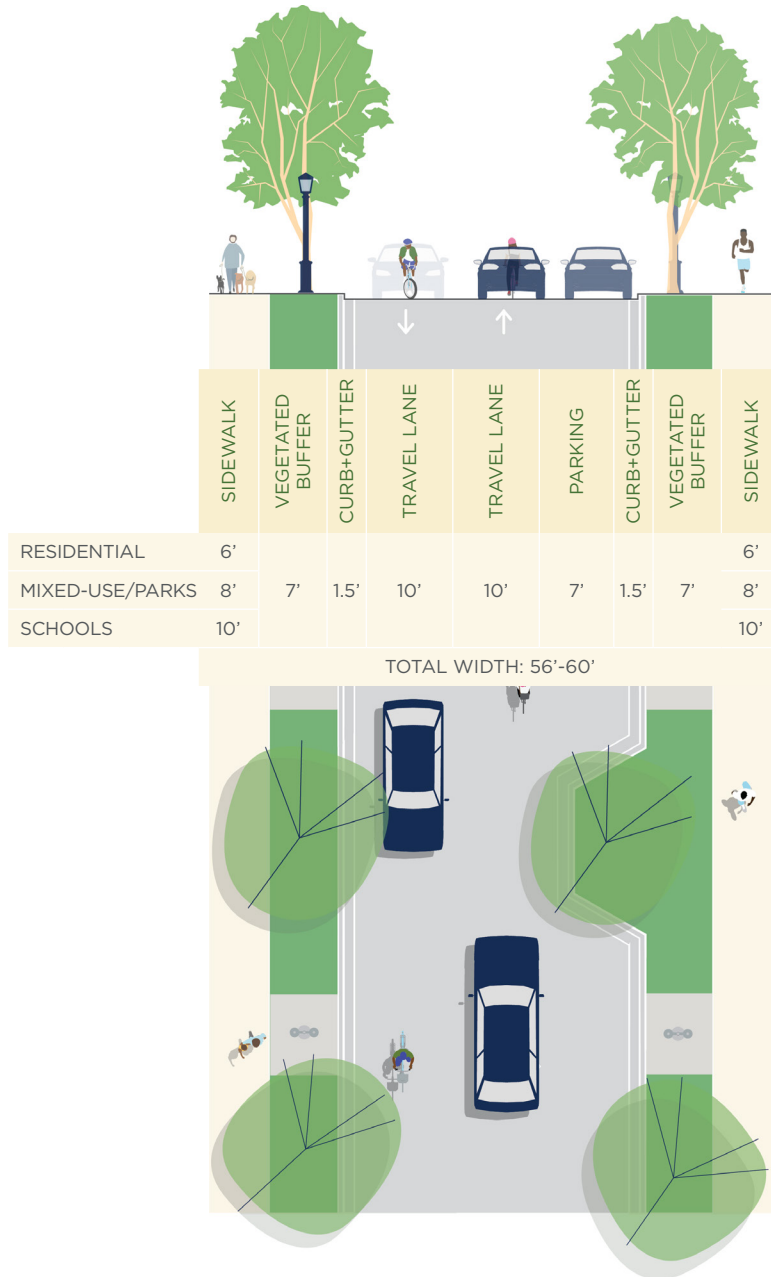 SIDEWALK
VEGETATED
BUFFER
CURB+GUTTER
TRAVEL LANE
TRAVEL LANE
PARKING
CURB+GUTTER
VEGETATED
BUFFER
SIDEWALK
RESIDENTIAL 6' 6'
MIXED-USE/PARKS 8' 7' 1.5' 10' 10' 7' 1.5' 7' 8'
SCHOOLS 10' 10'
TOTAL WIDTH: 56'-60'